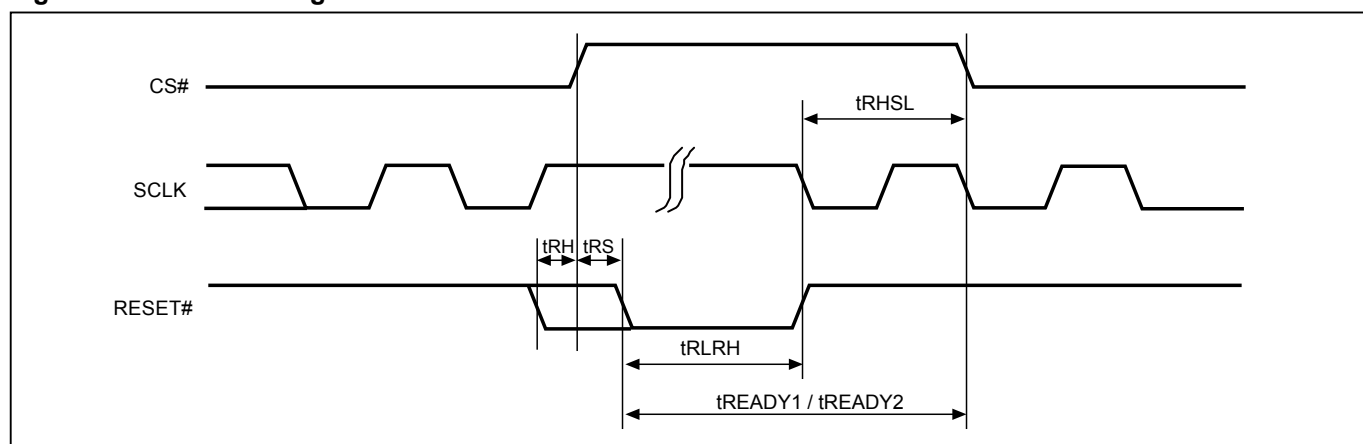 CS#
tRHSL
SCLK
tRH tRS
RESET#
tRLRH
tREADY1 / tREADY2